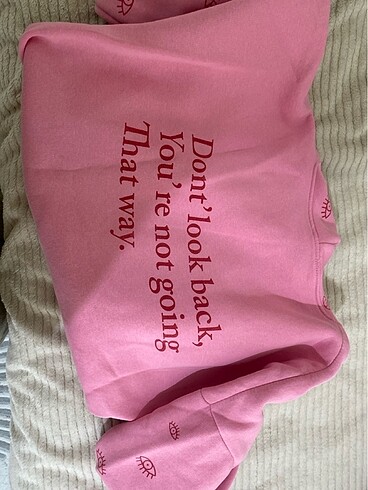 Dont' look back,
You' re not going
That way.